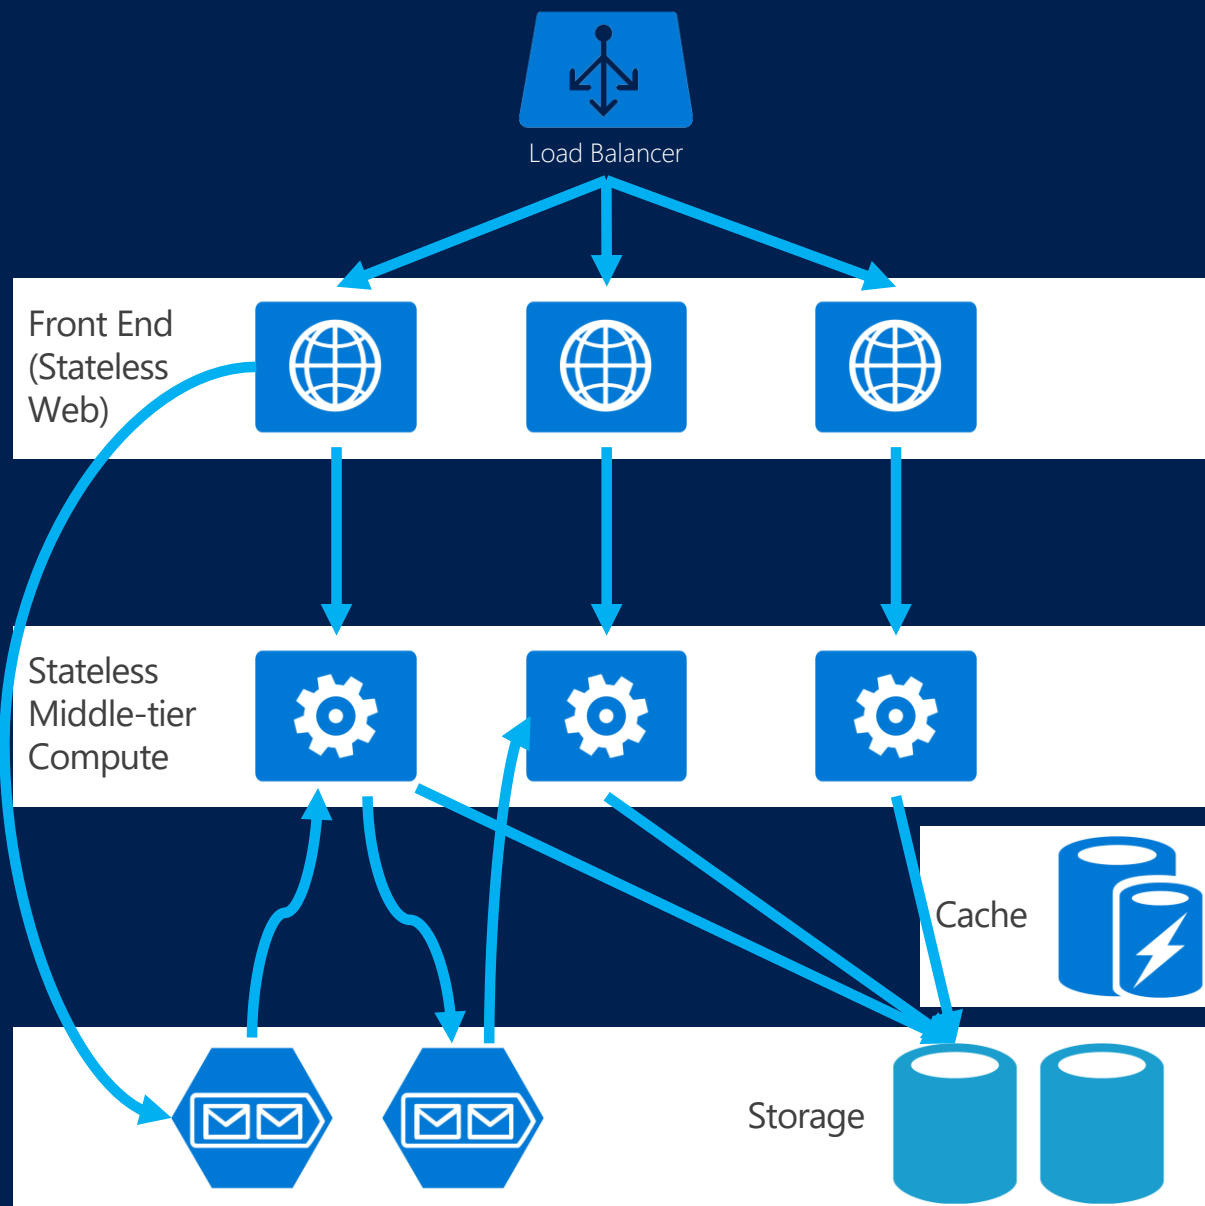 Load Balancer
Front End
(Stateless
Web)
Stateless
Middle-tier
Compute
Cache
Storage